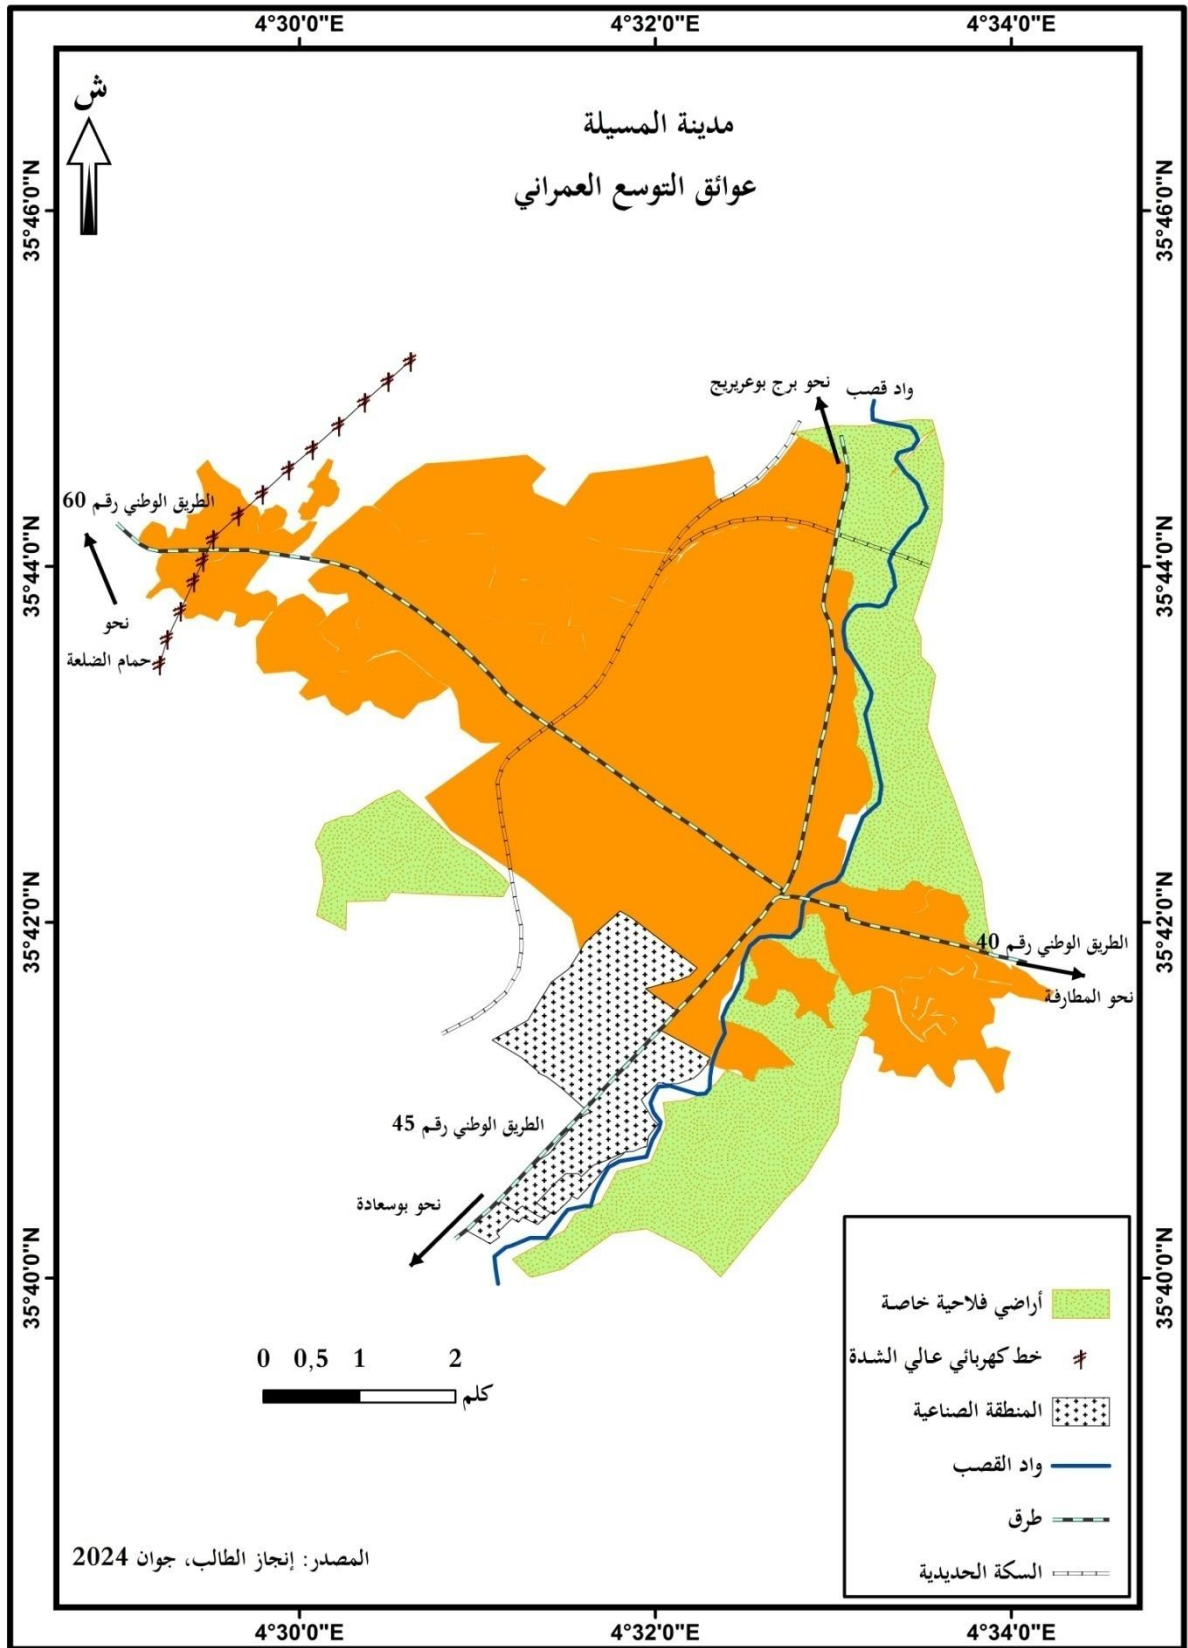 4°30'0"E
4°32'0"E
4°34'0"E
ش
مدينة المسيلة
عوائق التوسع العمراني
35°46'0"N
35°46'0"N
نحو برج بوعريريج
واد قصب
الطريق الوطني رقم 60
35°44'0"N
35°44'0"N
نحو
حمام الضلعة
35°42'0"N
35°42'0"N
الطريق الوطني رقم 40
نحو المطارفة
الطريق الوطني رقم 45
نحو بوسعادة
35°40'0"N
35°40'0"N
أراضي فلاحية خاصة
خط كهربائي عالي الشدة
المنطقة الصناعية
واد القصب
طرق
السكة الحديدية
0 0,5 1 2
كلم
المصدر: إنجاز الطالب، جوان 2024
4°30'0"E
4°32'0"E
4°34'0"E